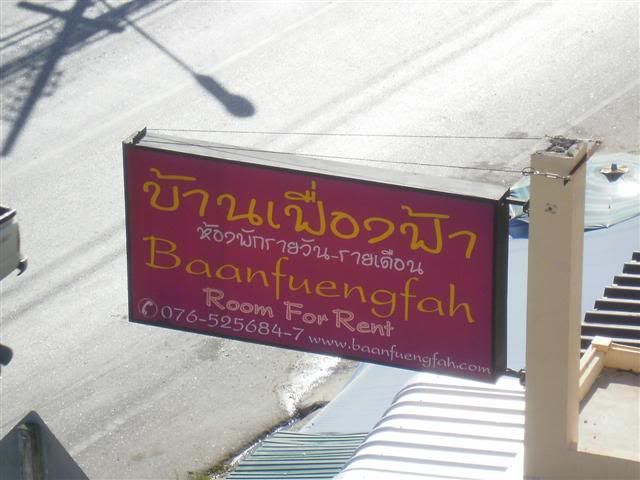 บ้านเฟื่องฟ้า
ห้องพักรายวัน-รายเดือน
Baanfuengfah
Room For Rent
076-525684-7 www.baanfuengfah.com